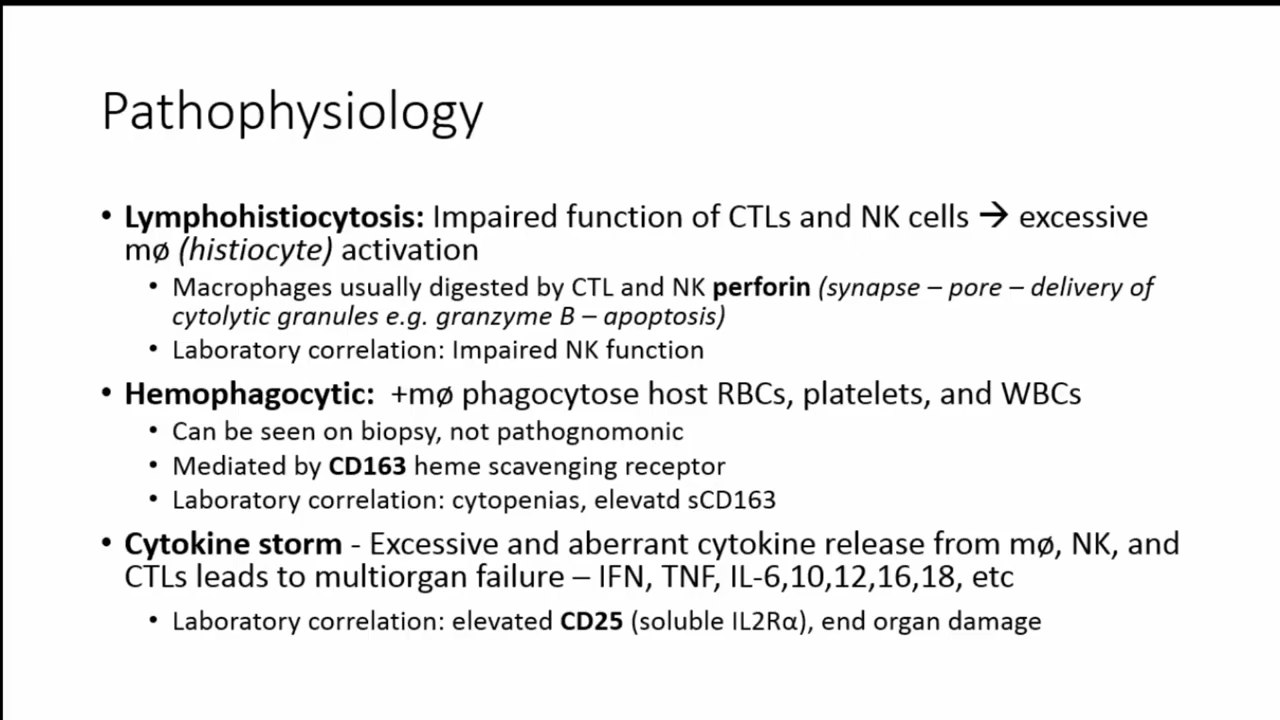 Pathophysiology
• Lymphohistiocytosis: Impaired function of CTLs and NK cells → excessive
mø (histiocyte) activation
• Macrophages usually digested by CTL and NK perforin (synapse – pore – delivery of
cytolytic granules e.g. granzyme B – apoptosis)
• Laboratory correlation: Impaired NK function
• Hemophagocytic: +mø phagocytose host RBCs, platelets, and WBCs
• Can be seen on biopsy, not pathognomonic
• Mediated by CD163 heme scavenging receptor
• Laboratory correlation: cytopenias, elevatd sCD163
• Cytokine storm - Excessive and aberrant cytokine release from mø, NK, and
CTLs leads to multiorgan failure – IFN, TNF, IL-6,10,12,16,18, etc
• Laboratory correlation: elevated CD25 (soluble IL2Rα), end organ damage